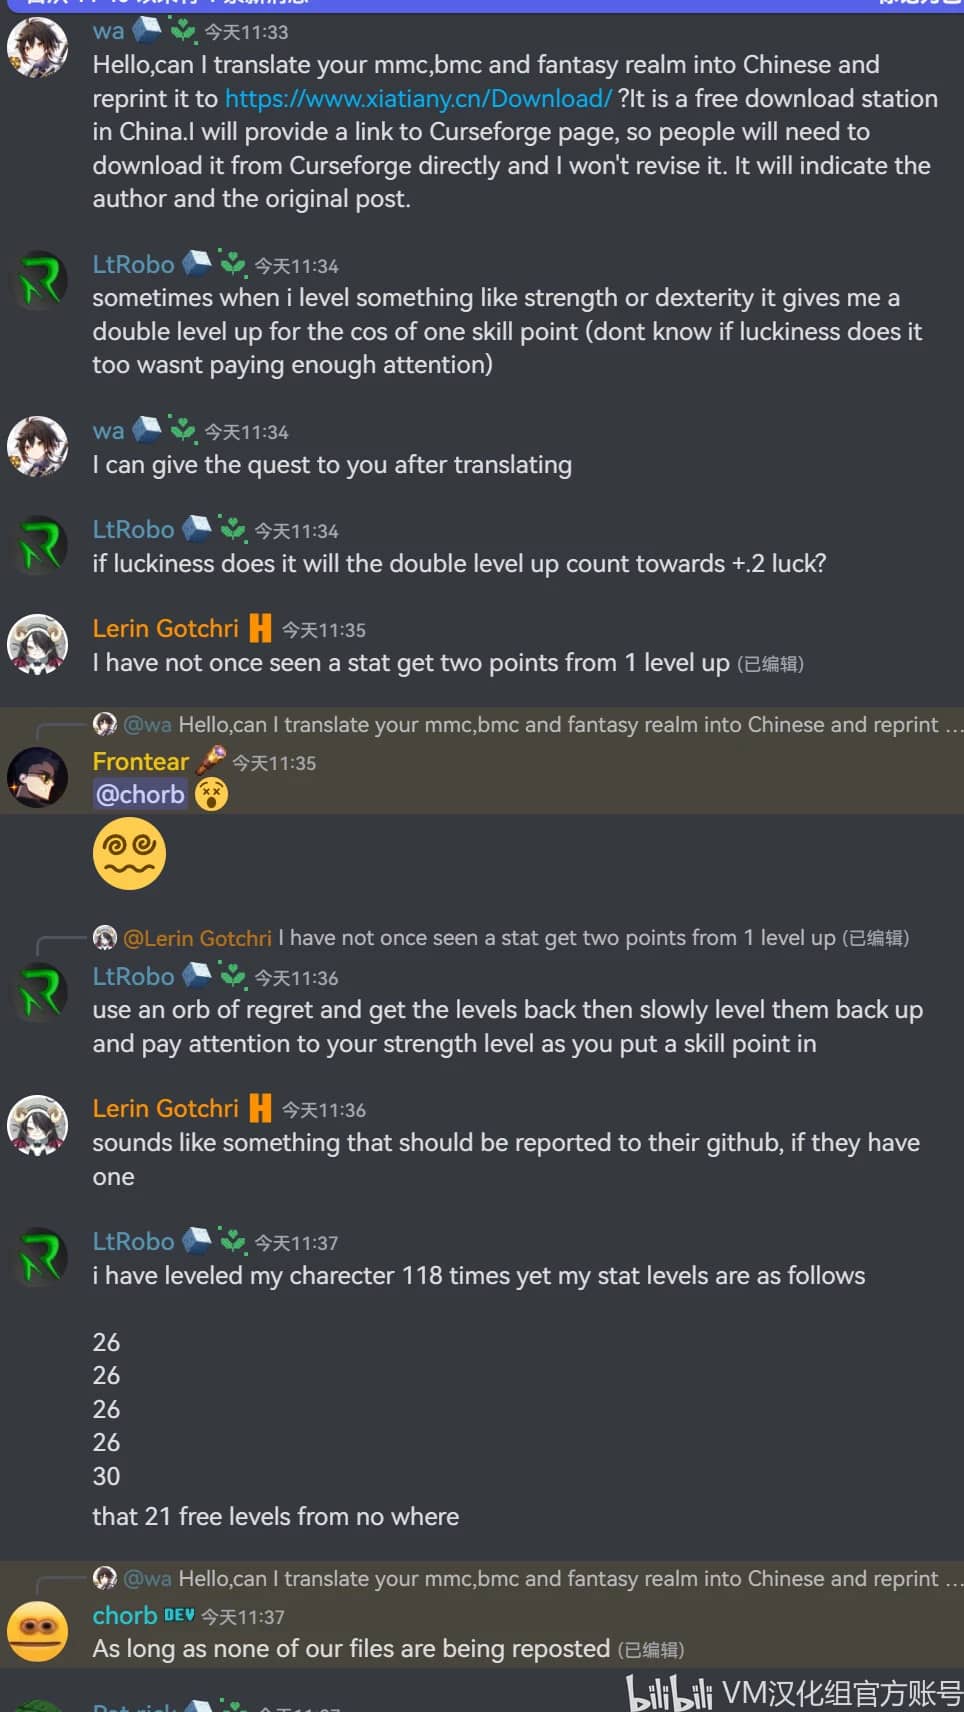 wa 今天11:33
Hello,can I translate your mmc,bmc and fantasy realm into Chinese and
reprint it to https://www.xiatiany.cn/Download/ ?It is a free download station
in China.I will provide a link to Curseforge page, so people will need to
download it from Curseforge directly and I won't revise it. It will indicate the
author and the original post.
LtRobo 今天11:34
sometimes when i level something like strength or dexterity it gives me a
double level up for the cos of one skill point (dont know if luckiness does it
too wasnt paying enough attention)
wa 今天11:34
I can give the quest to you after translating
LtRobo 今天11:34
if luckiness does it will the double level up count towards +.2 luck?
Lerin Gotchri 今天11:35
I have not once seen a stat get two points from 1 level up (已编辑)
@wa Hello,can I translate your mmc,bmc and fantasy realm into Chinese and reprint ...
Frontear 今天11:35
@chorb
@Lerin Gotchri I have not once seen a stat get two points from 1 level up (已编辑)
LtRobo 今天11:36
use an orb of regret and get the levels back then slowly level them back up
and pay attention to your strength level as you put a skill point in
Lerin Gotchri 今天11:36
sounds like something that should be reported to their github, if they have
one
LtRobo 今天11:37
i have leveled my charecter 118 times yet my stat levels are as follows
26
26
26
26
30
that 21 free levels from no where
@wa Hello,can I translate your mmc,bmc and fantasy realm into Chinese and reprint ...
chorb DEV 今天11:37
As long as none of our files are being reposted (已编辑)
bilibili VM汉化组官方账号